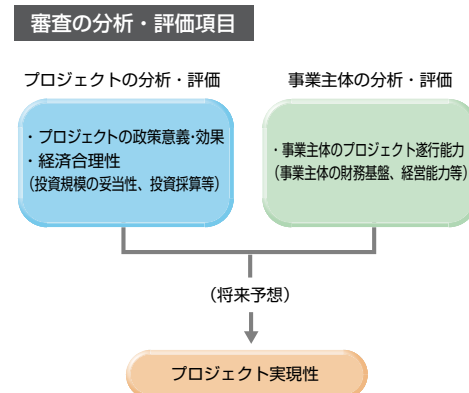 審査の分析・評価項目
プロジェクトの分析・評価
事業主体の分析・評価
・プロジェクトの政策意義・効果
・経済合理性
（投資規模の妥当性、投資採算等）
・事業主体のプロジェクト遂行能力
（事業主体の財務基盤、経営能力等）
（将来予想）
プロジェクト実現性